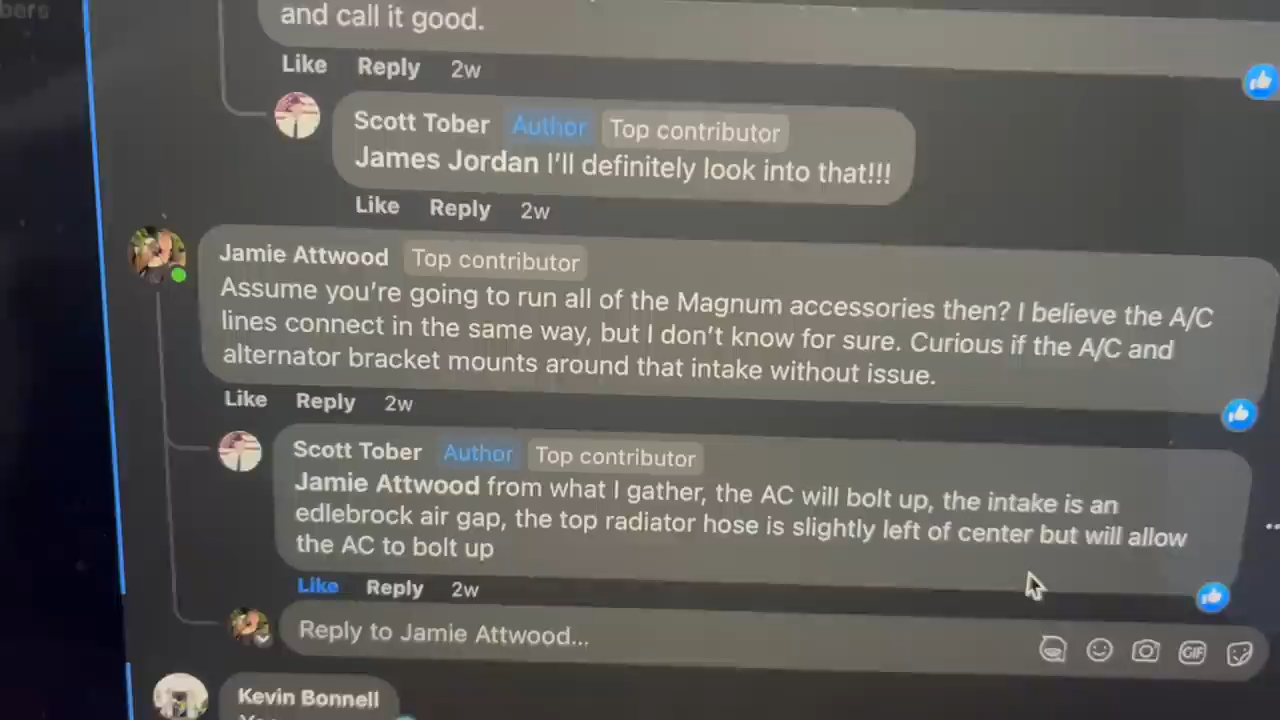 bers
and call it good.
Like Reply 2w
Scott Tober Author Top contributor
James Jordan I'll definitely look into that!!!
Like Reply 2w
Jamie Attwood Top contributor
Assume you're going to run all of the Magnum accessories then? I believe the A/C
lines connect in the same way, but I don't know for sure. Curious if the A/C and
alternator bracket mounts around that intake without issue.
Like Reply 2w
Scott Tober Author Top contributor
Jamie Attwood from what I gather, the AC will bolt up, the intake is an
edlebrock air gap, the top radiator hose is slightly left of center but will allow
the AC to bolt up
Like Reply 2w
Reply to Jamie Attwood...
GIF
Kevin Bonnell